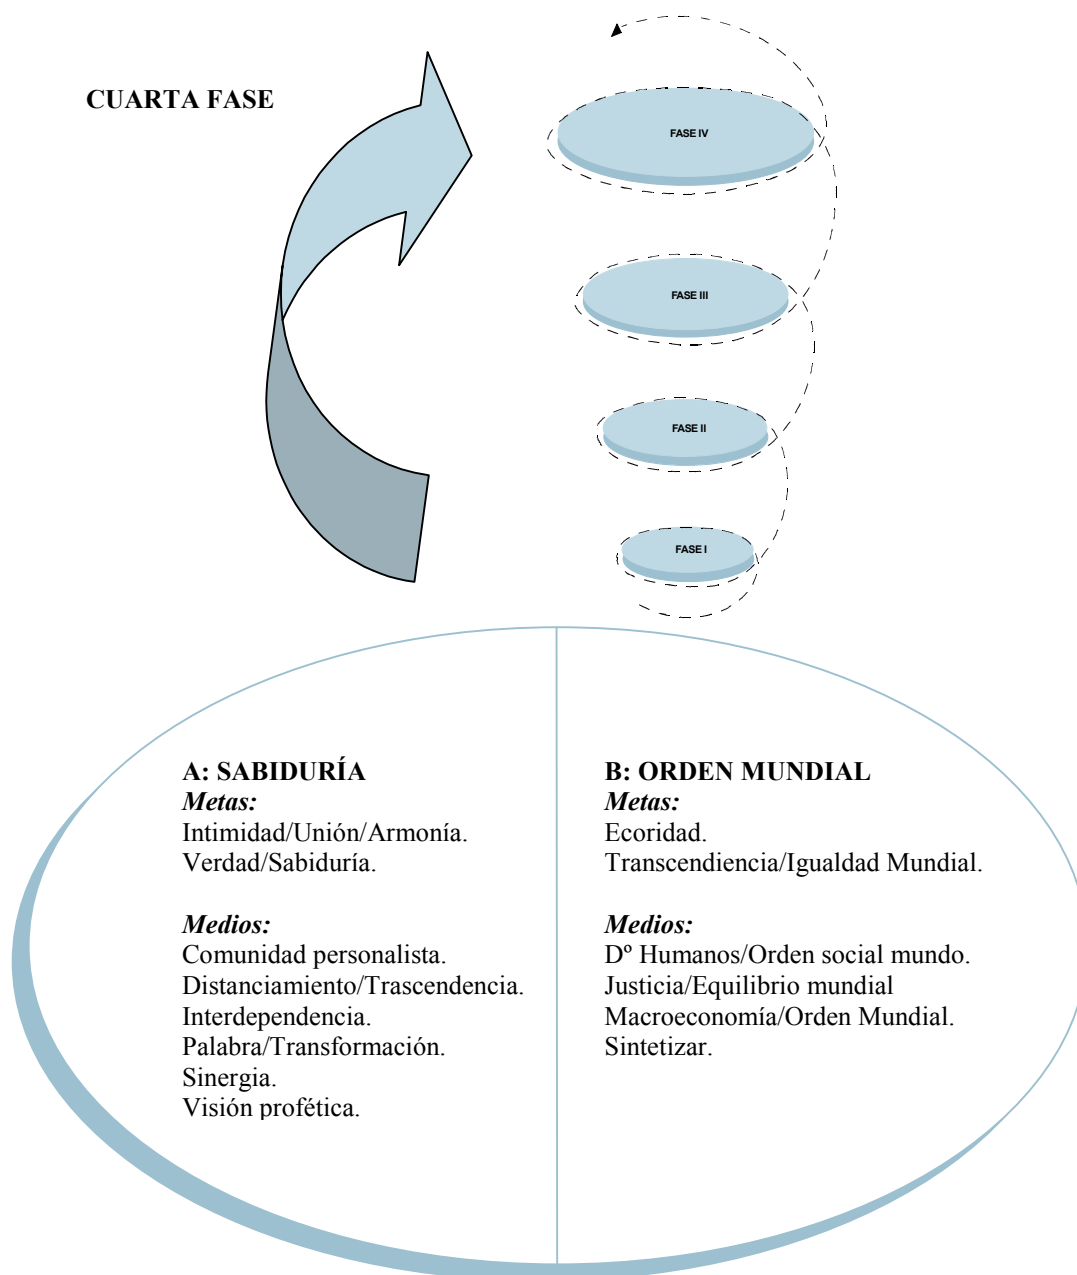 CUARTA FASE
FASE IV
FASE III
FASE II
FASE I
A: SABIDURÍA
Metas:
Intimidad/Unión/Armonía.
Verdad/Sabiduría.
Medios:
Comunidad personalista.
Distanciamiento/Trascendencia.
Interdependencia.
Palabra/Transformación.
Sinergia.
Visión profética.
B: ORDEN MUNDIAL
Metas:
Ecoridad.
Transcendiencia/Igualdad Mundial.
Medios:
Dº Humanos/Orden social mundo.
Justicia/Equilibrio mundial
Macroeconomía/Orden Mundial.
Sintetizar.